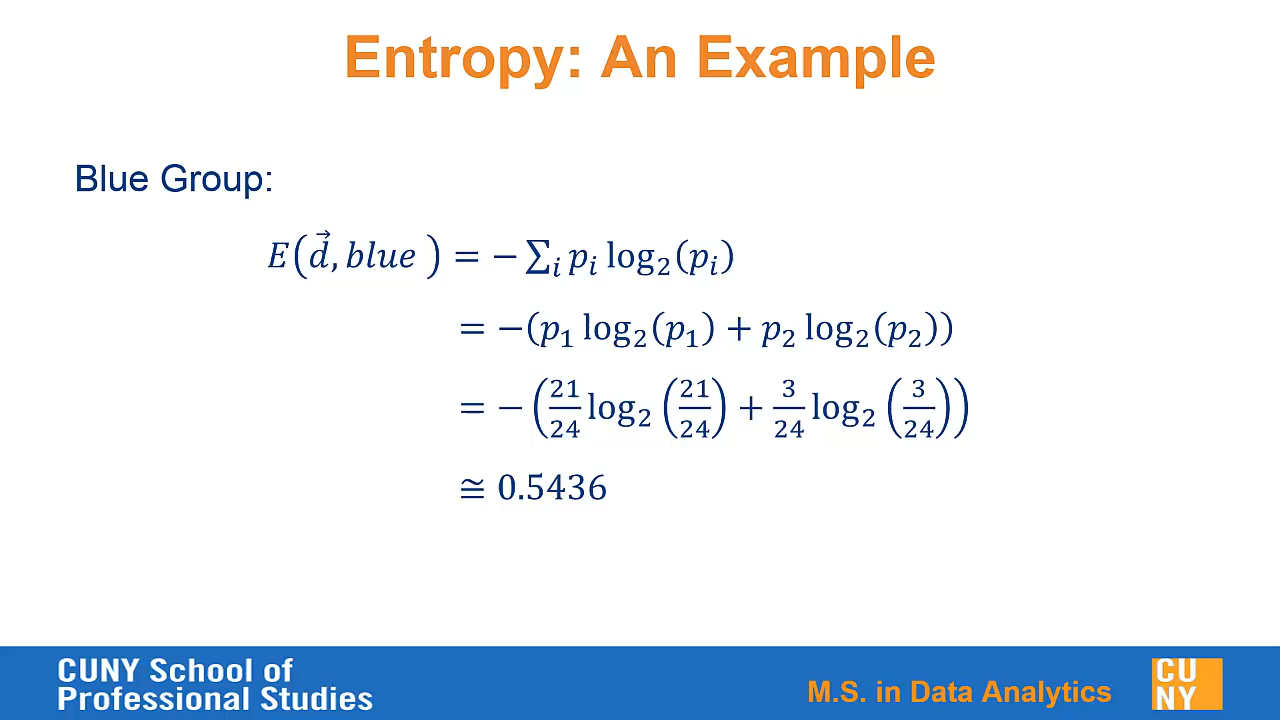 Entropy: An Example
Blue Group:
E(d⃗, blue ) = −∑ᵢ pᵢ log₂(pᵢ)
= −(p₁ log₂(p₁) + p₂ log₂(p₂))
= −(21/24 log₂ (21/24) + 3/24 log₂ (3/24))
≅ 0.5436
CUNY School of
Professional Studies
M.S. in Data Analytics
CU
NY